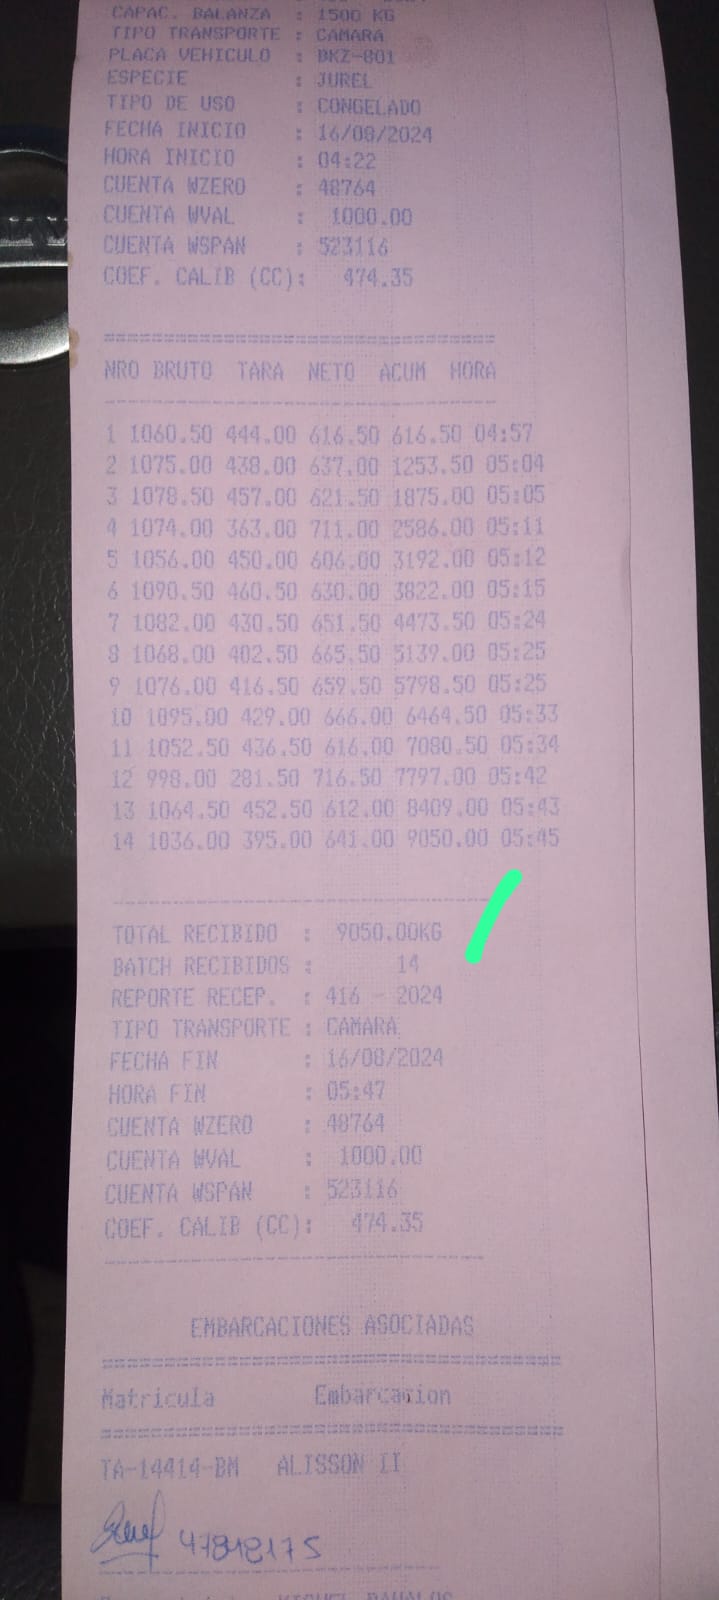 CAPAC. BALANZA : 1500 KG
TIPO TRANSPORTE : CAMARA
PLACA VEHICULO : BKZ-801
ESPECIE : JUREL
TIPO DE USO : CONGELADO
FECHA INICIO : 16/08/2024
HORA INICIO : 04:22
CUENTA WZERO : 48764
CUENTA WVAL : 1000.00
CUENTA WSPAN : 523116
COEF. CALIB (CC): 474.35
================================
NRO BRUTO TARA NETO ACUM HORA
--------------------------------
1 1060.50 444.00 616.50 616.50 04:57
2 1075.00 438.00 637.00 1253.50 05:04
3 1078.50 457.00 621.50 1875.00 05:05
4 1074.00 363.00 711.00 2586.00 05:11
5 1056.00 450.00 606.00 3192.00 05:12
6 1090.50 460.50 630.00 3822.00 05:15
7 1082.00 430.50 651.50 4473.50 05:24
8 1068.00 402.50 665.50 5139.00 05:25
9 1076.00 416.50 659.50 5798.50 05:25
10 1095.00 429.00 666.00 6464.50 05:33
11 1052.50 436.50 616.00 7080.50 05:34
12 998.00 281.50 716.50 7797.00 05:42
13 1064.50 452.50 612.00 8409.00 05:43
14 1036.00 395.00 641.00 9050.00 05:45
--------------------------------
TOTAL RECIBIDO : 9050.00KG
BATCH RECIBIDOS : 14
REPORTE RECEP. : 416 - 2024
TIPO TRANSPORTE : CAMARA
FECHA FIN : 16/08/2024
HORA FIN : 05:47
CUENTA WZERO : 48764
CUENTA WVAL : 1000.00
CUENTA WSPAN : 523116
COEF. CALIB (CC): 474.35
--------------------------------
EMBARCACIONES ASOCIADAS
================================
Matricula Embarcacion
================================
TA-14414-BM ALISSON II
47818175